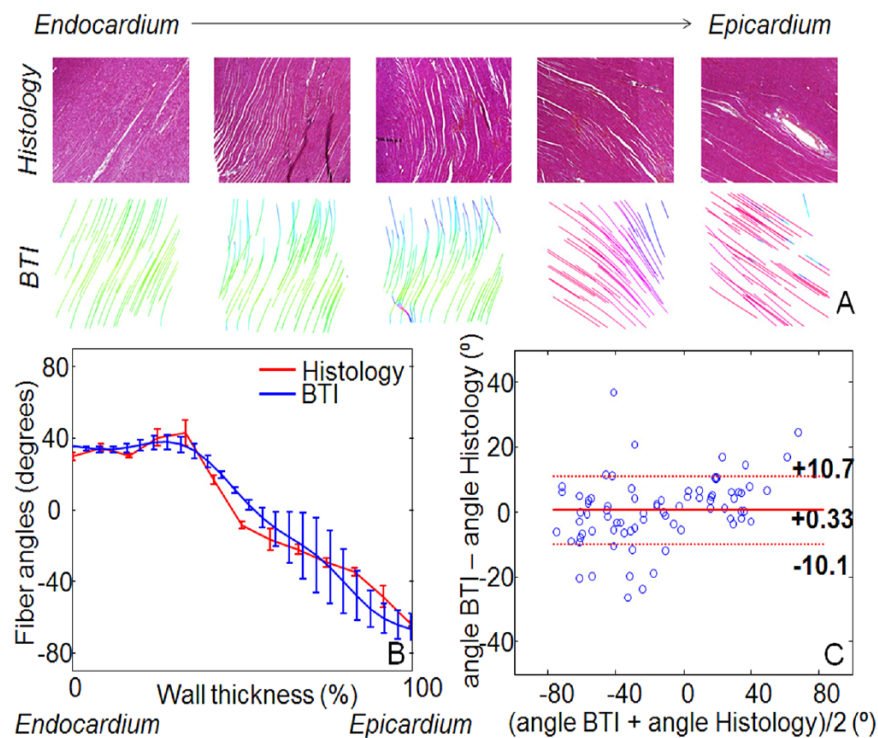 Endocardium Epicardium
Histology
BTI
A
Fiber angles (degrees)
80
40
0
-40
-80
Histology
BTI
B
0 Wall thickness (%) 100
Endocardium Epicardium
angle BTI – angle Histology (º)
40
20
0
-20
-40
+10.7
+0.33
-10.1
C
-80 -40 0 40 80
(angle BTI + angle Histology)/2 (º)